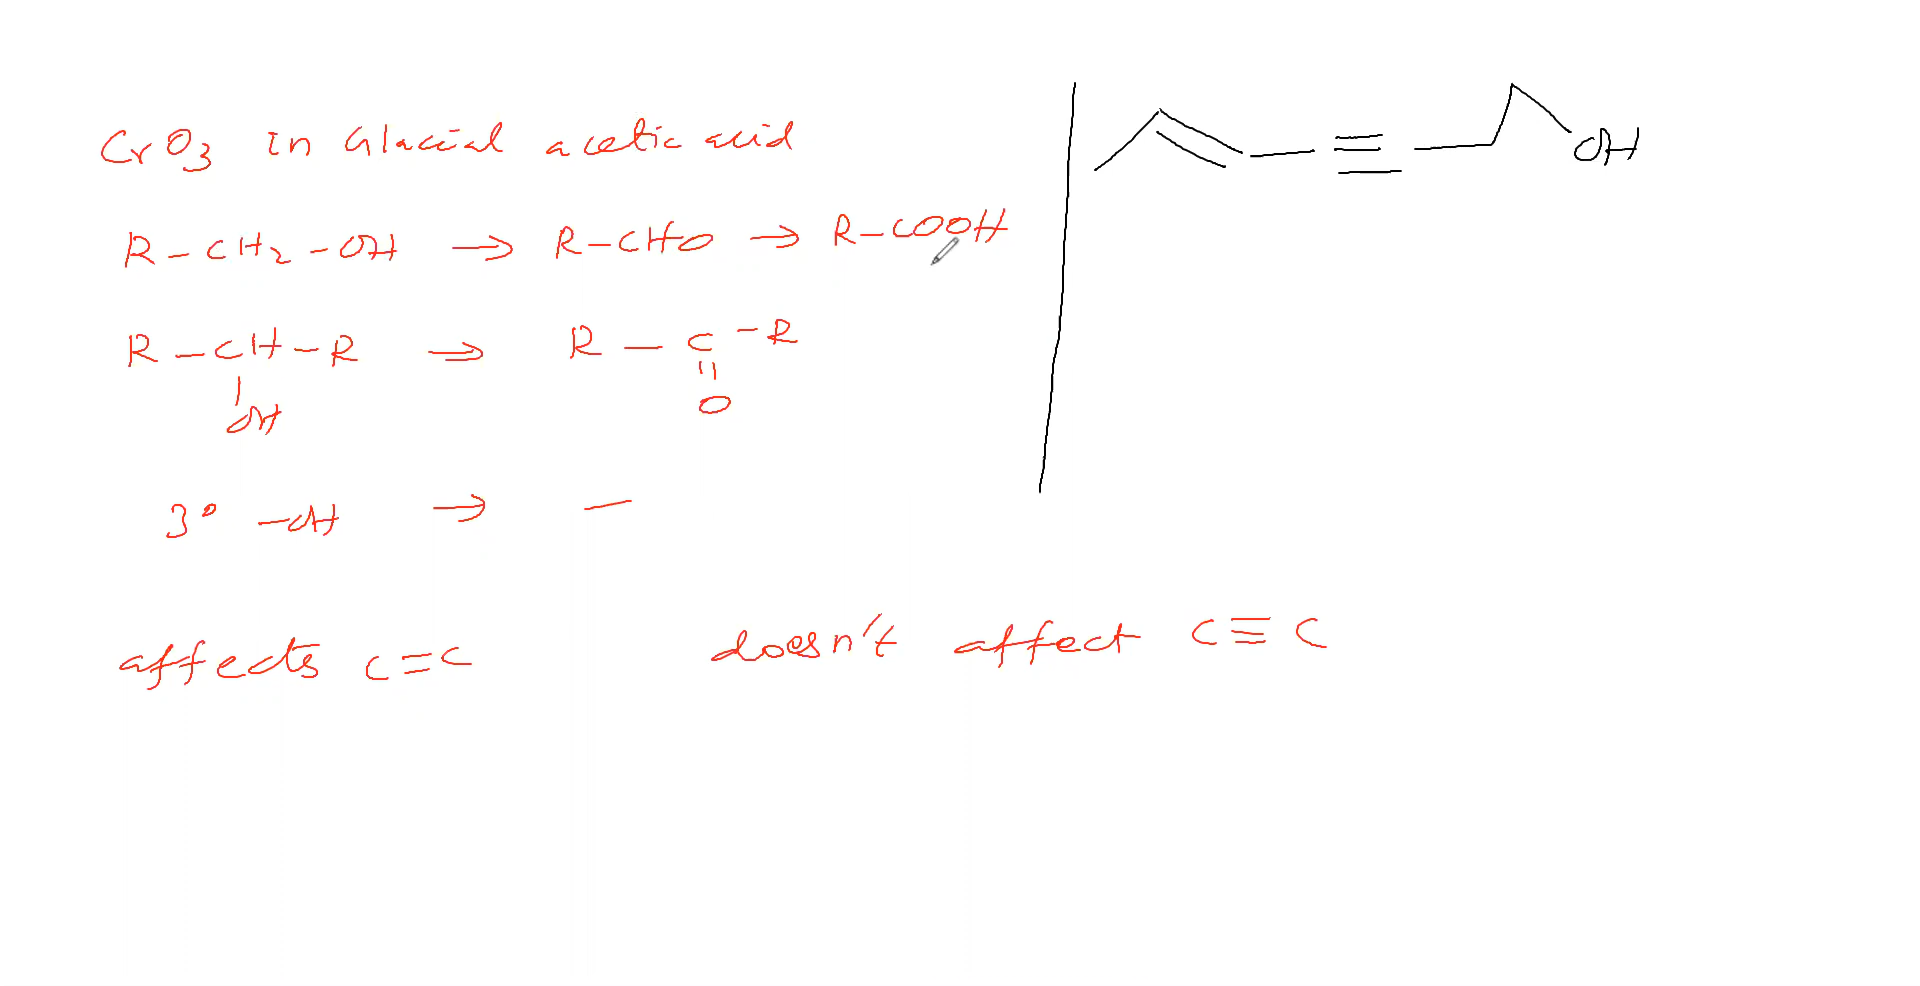 CrO3 in Glacial acetic acid
R-CH2-OH → R-CHO → R-COOH
R-CH-R → R-C-R
OH
O
3° -OH → —
affects C=C
doesn't affect C≡C
OH